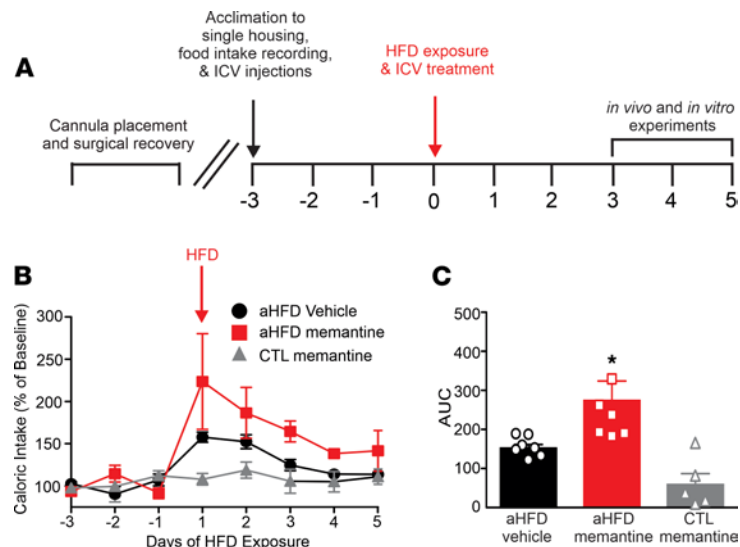 Acclimation to
single housing,
food intake recording,
& ICV injections
A
HFD exposure
& ICV treatment
in vivo and in vitro
experiments
Cannula placement
and surgical recovery
-3 -2 -1 0 1 2 3 4 5
B
HFD
aHFD Vehicle
aHFD memantine
CTL memantine
Caloric Intake (% of Baseline)
300
250
200
150
100
-3 -2 -1 1 2 3 4 5
Days of HFD Exposure
C
AUC
500
400
300
200
100
0
*
aHFD
vehicle
aHFD
memantine
CTL
memantine